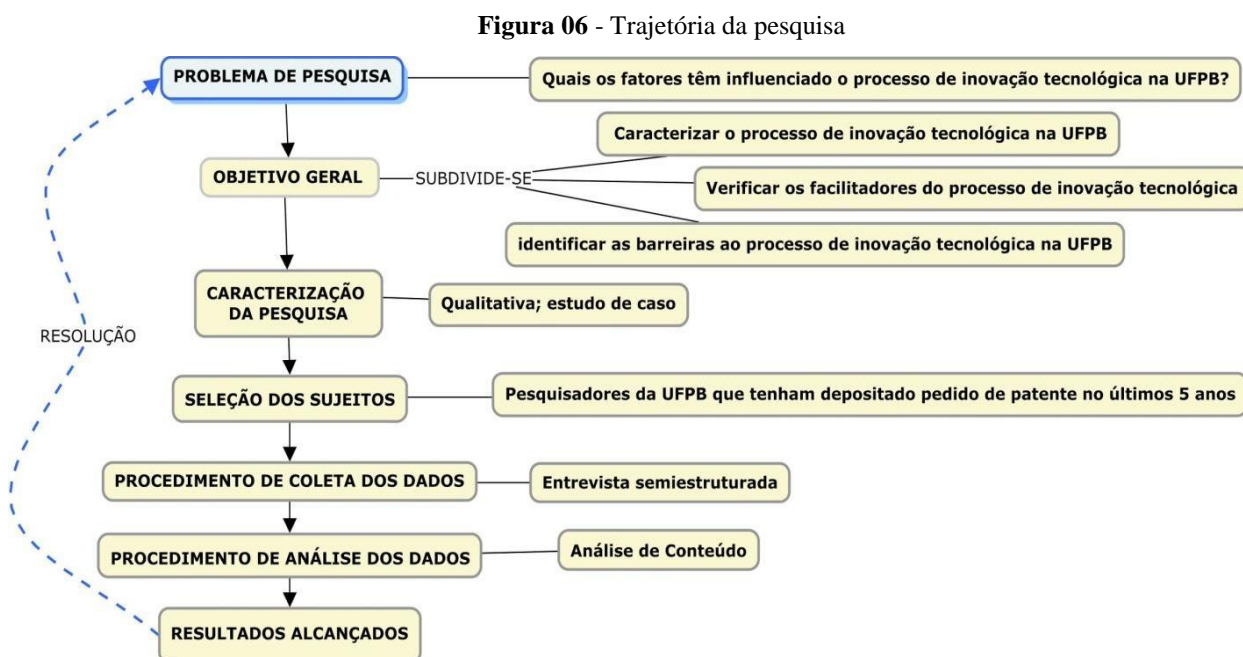 Figura 06 - Trajetória da pesquisa
PROBLEMA DE PESQUISA
Quais os fatores têm influenciado o processo de inovação tecnológica na UFPB?
Caracterizar o processo de inovação tecnológica na UFPB
OBJETIVO GERAL
SUBDIVIDE-SE
Verificar os facilitadores do processo de inovação tecnológica
identificar as barreiras ao processo de inovação tecnológica na UFPB
CARACTERIZAÇÃO
DA PESQUISA
Qualitativa; estudo de caso
RESOLUÇÃO
SELEÇÃO DOS SUJEITOS
Pesquisadores da UFPB que tenham depositado pedido de patente no últimos 5 anos
PROCEDIMENTO DE COLETA DOS DADOS
Entrevista semiestruturada
PROCEDIMENTO DE ANÁLISE DOS DADOS
Análise de Conteúdo
RESULTADOS ALCANÇADOS